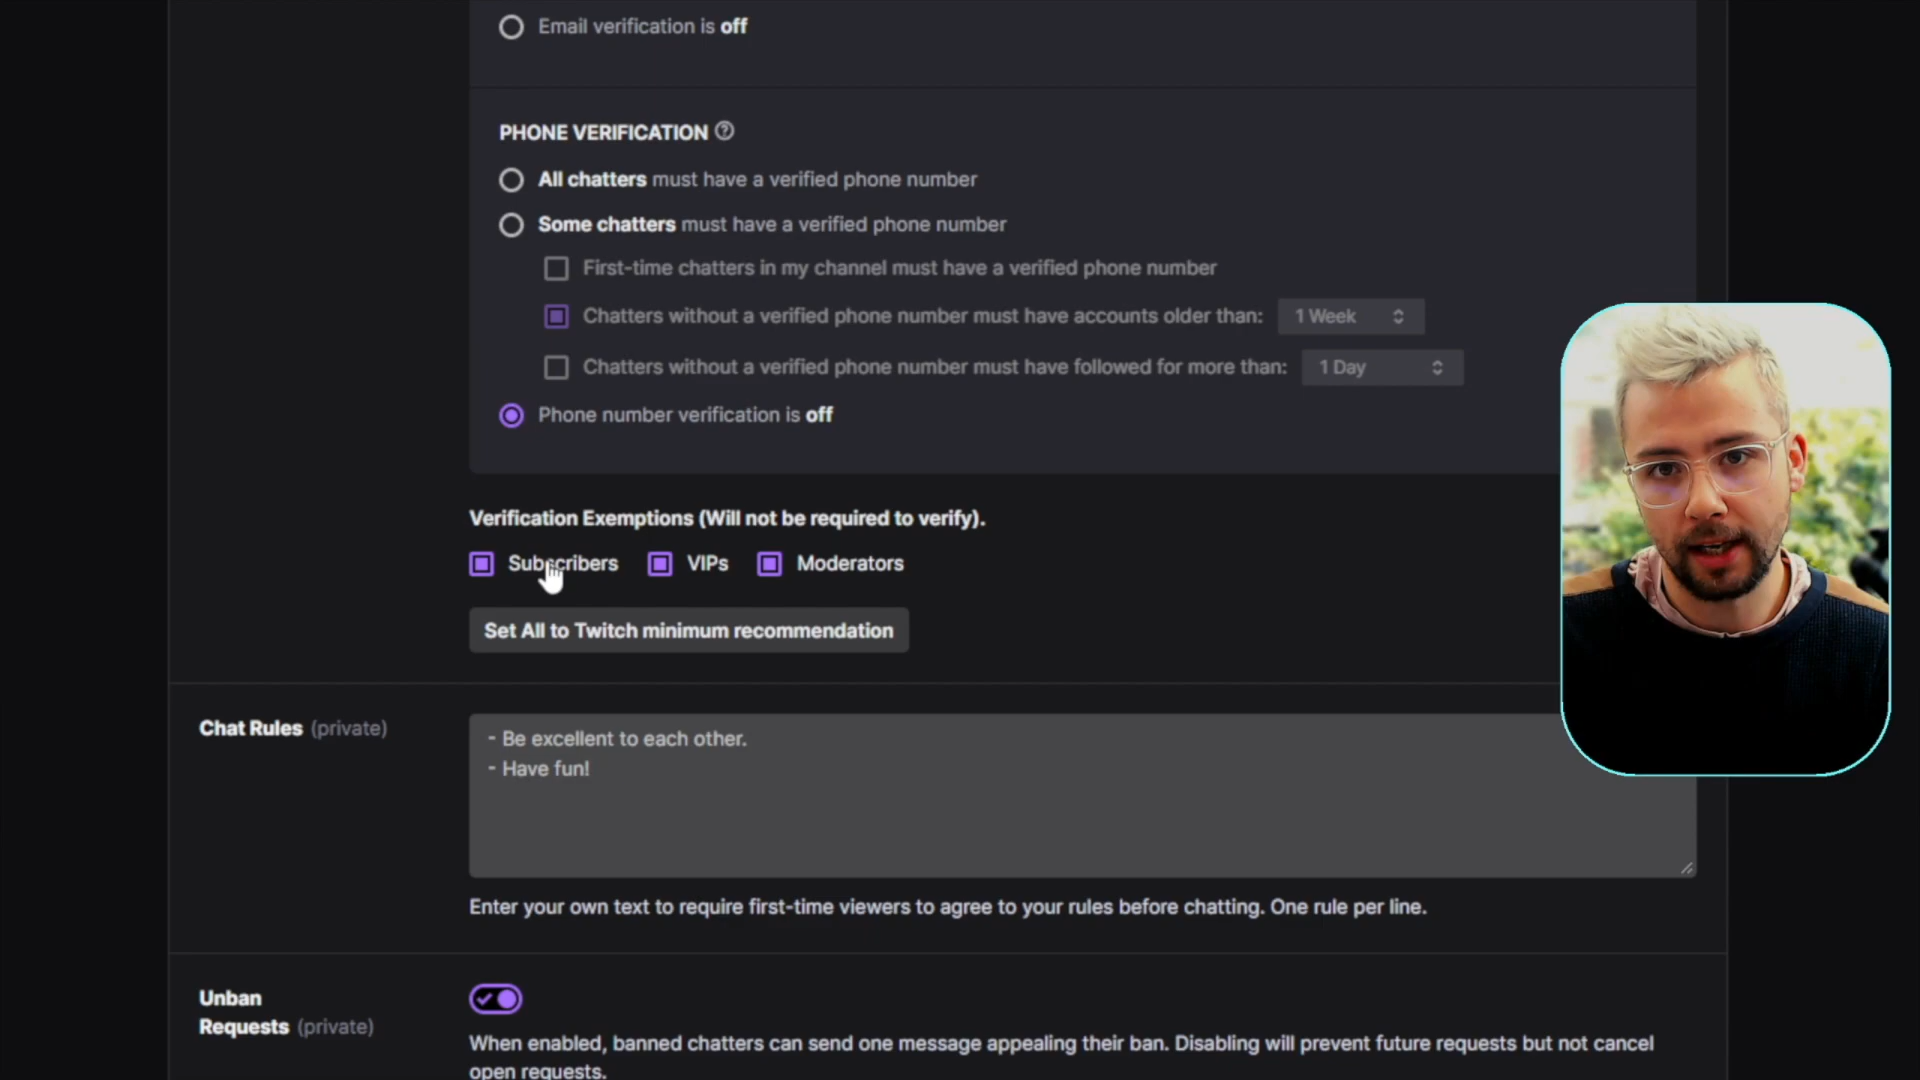 Email verification is off
PHONE VERIFICATION
All chatters must have a verified phone number
Some chatters must have a verified phone number
First-time chatters in my channel must have a verified phone number
Chatters without a verified phone number must have accounts older than: 1 Week
Chatters without a verified phone number must have followed for more than: 1 Day
Phone number verification is off
Verification Exemptions (Will not be required to verify).
Subscribers VIPs Moderators
Set All to Twitch minimum recommendation
Chat Rules (private)
- Be excellent to each other.
- Have fun!
Enter your own text to require first-time viewers to agree to your rules before chatting. One rule per line.
Unban
Requests (private)
When enabled, banned chatters can send one message appealing their ban. Disabling will prevent future requests but not cancel
open requests.